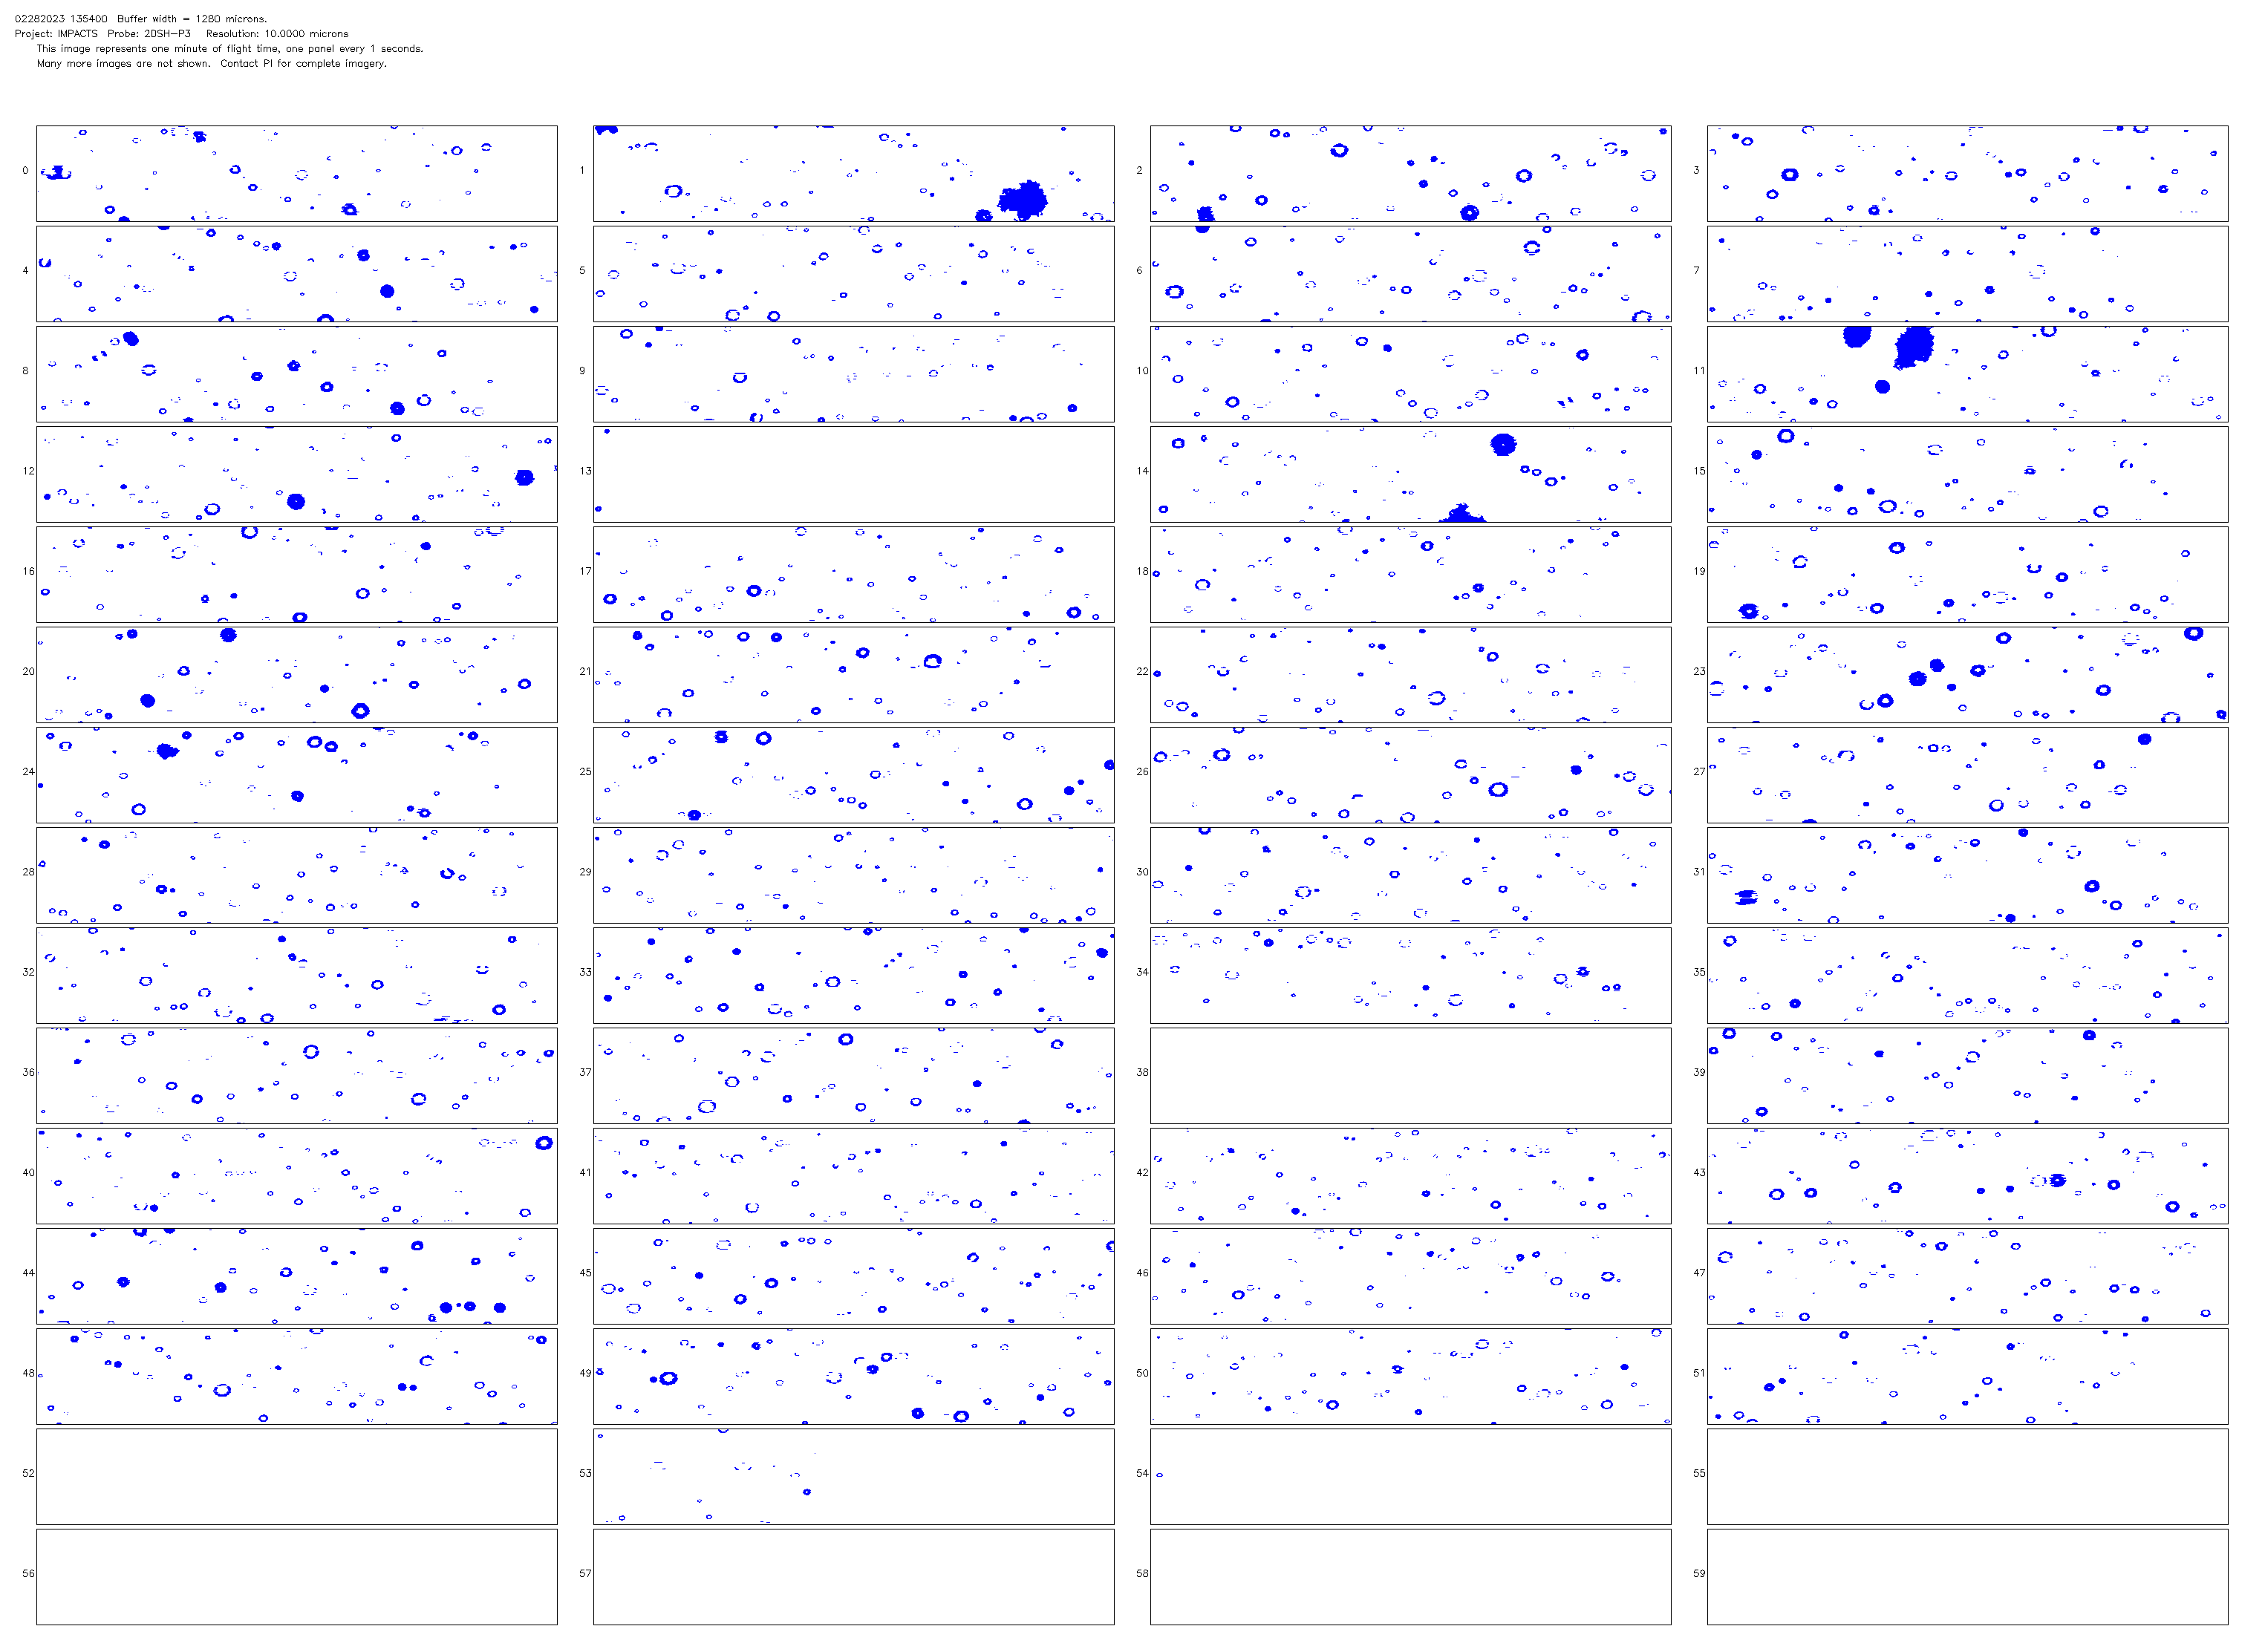 02282023 135400 Buffer width = 1280 microns.
Project: IMPACTS Probe: 2DSH-P3 Resolution: 10.0000 microns
This image represents one minute of flight time, one panel every 1 seconds.
Many more images are not shown. Contact PI for complete imagery.
0 1 2 3
4 5 6 7
8 9 10 11
12 13 14 15
16 17 18 19
20 21 22 23
24 25 26 27
28 29 30 31
32 33 34 35
36 37 38 39
40 41 42 43
44 45 46 47
48 49 50 51
52 53 54 55
56 57 58 59